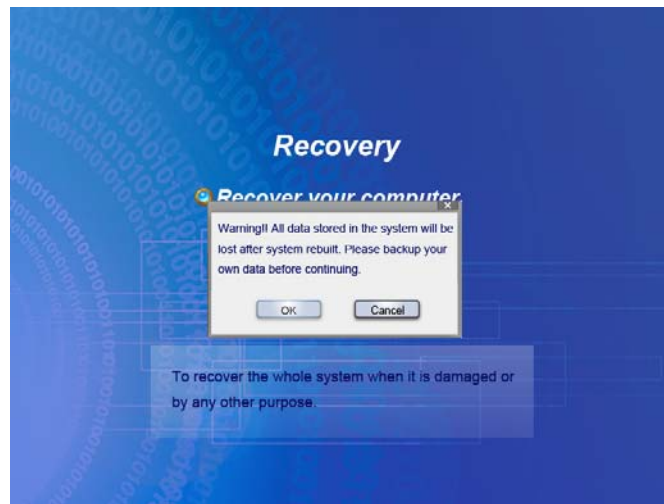 Recovery
Recover your computer
Warning!! All data stored in the system will be
lost after system rebuilt. Please backup your
own data before continuing.
OK
Cancel
To recover the whole system when it is damaged or
by any other purpose.